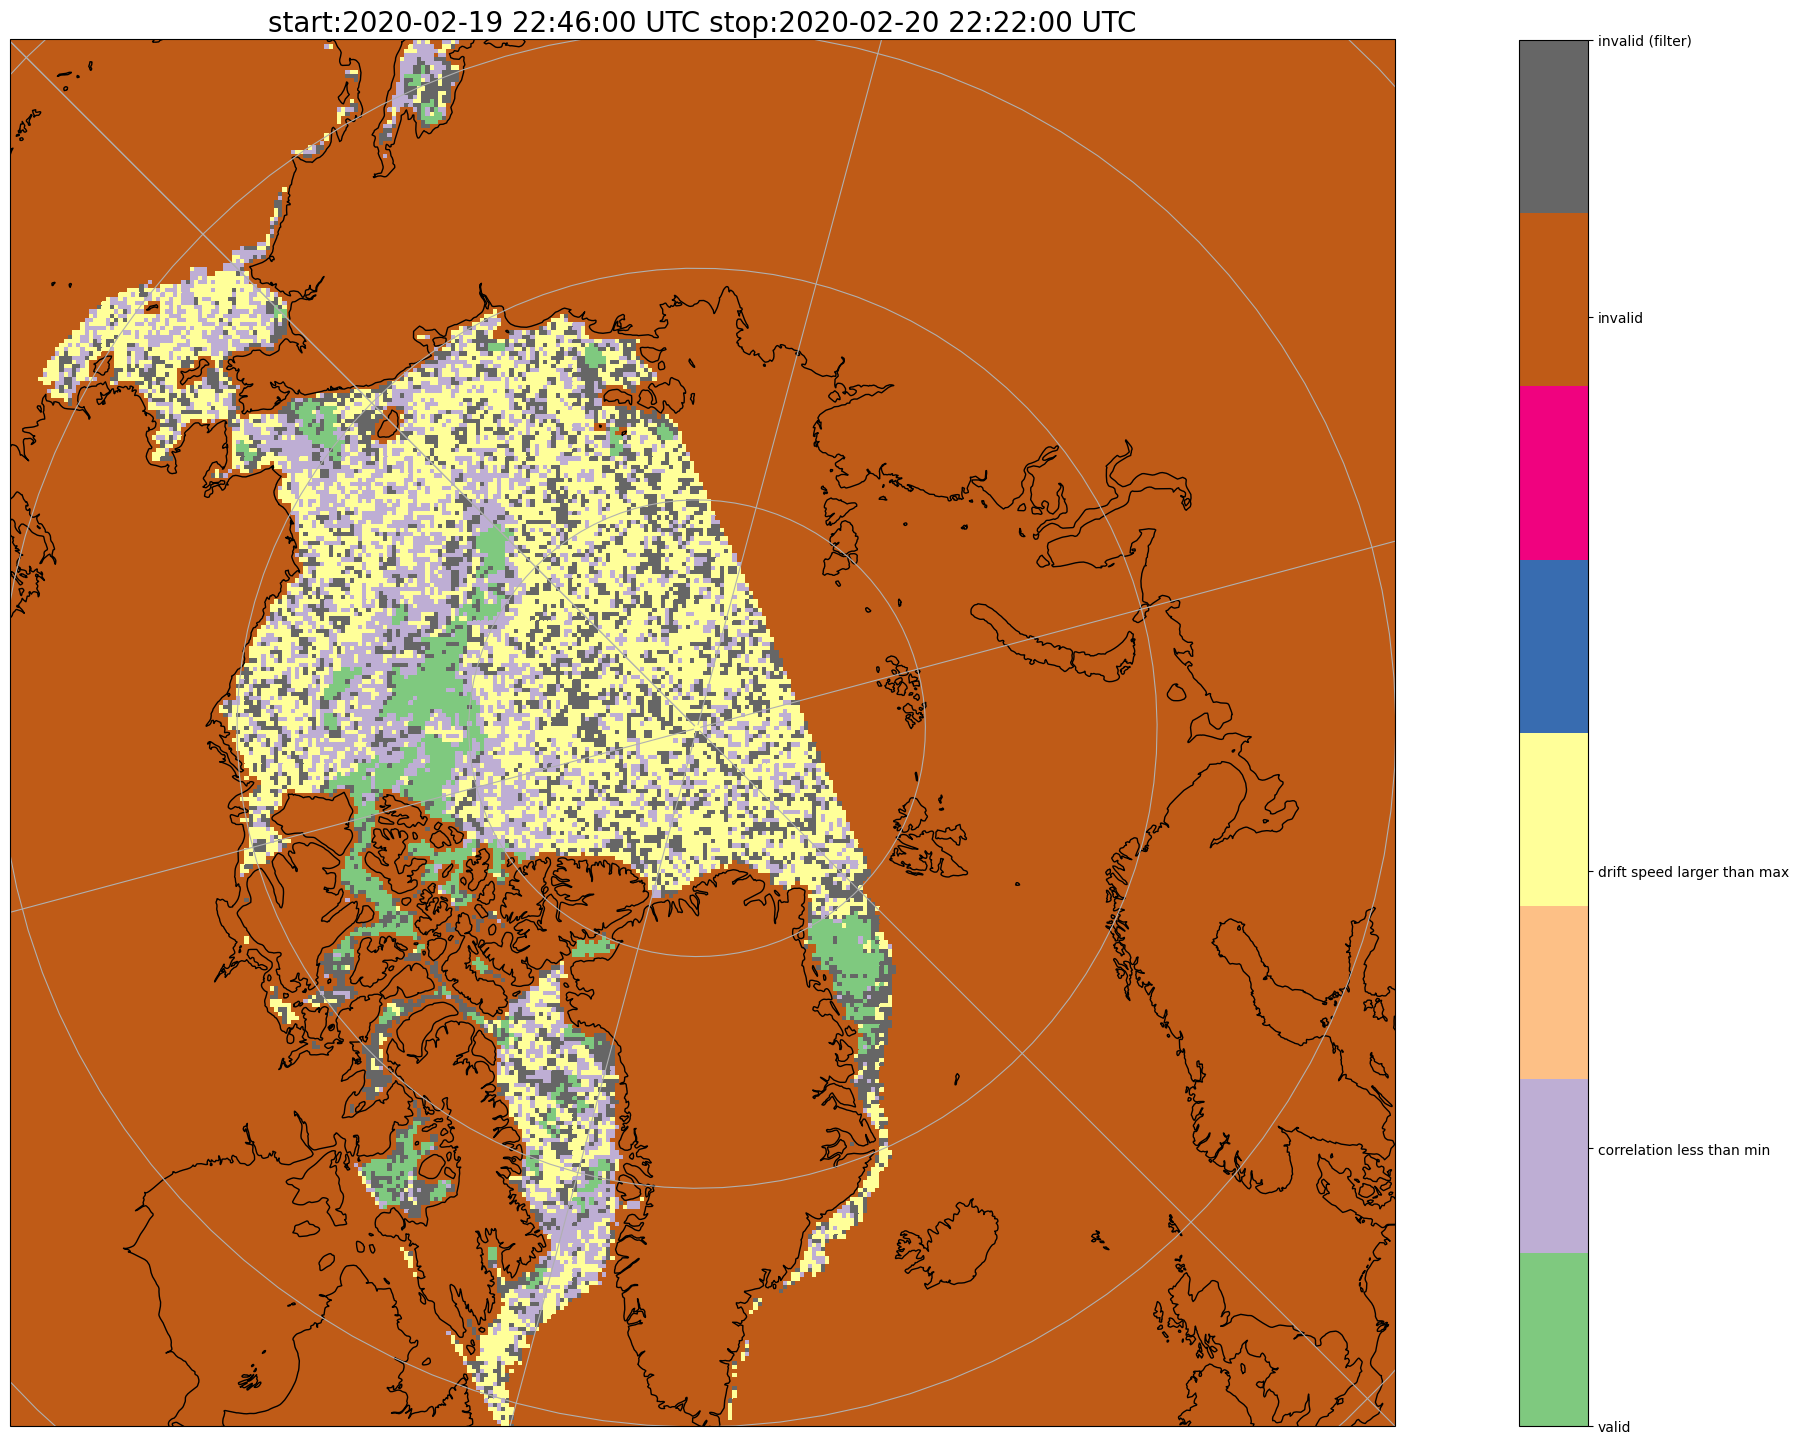 start:2020-02-19 22:46:00 UTC stop:2020-02-20 22:22:00 UTC
invalid (filter)
invalid
drift speed larger than max
correlation less than min
valid